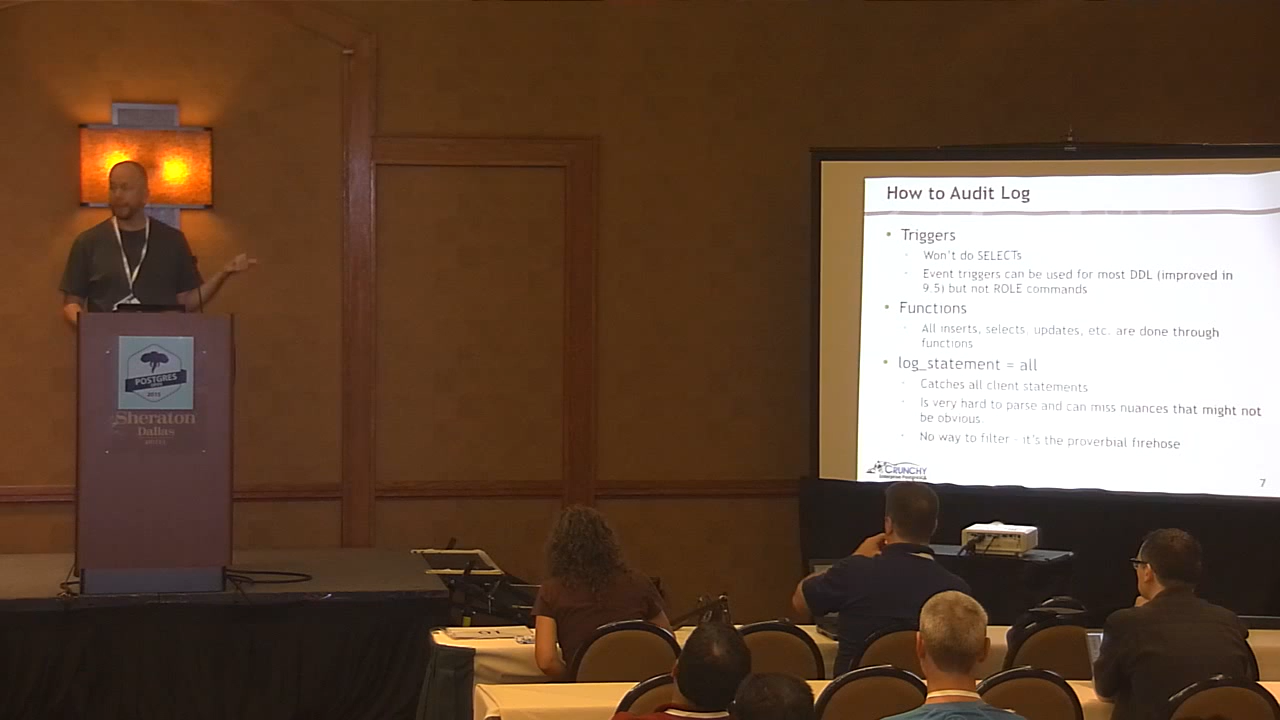 How to Audit Log
• Triggers
Won't do SELECTs
Event triggers can be used for most DDL (improved in
9.5) but not ROLE commands
• Functions
All inserts, selects, updates, etc. are done through
functions
• log_statement = all
Catches all client statements
Is very hard to parse and can miss nuances that might not
be obvious
No way to filter - it's the proverbial firehose
CRUNCHY
7
POSTGRES
OPEN
2015
Sheraton
Dallas
HOTEL